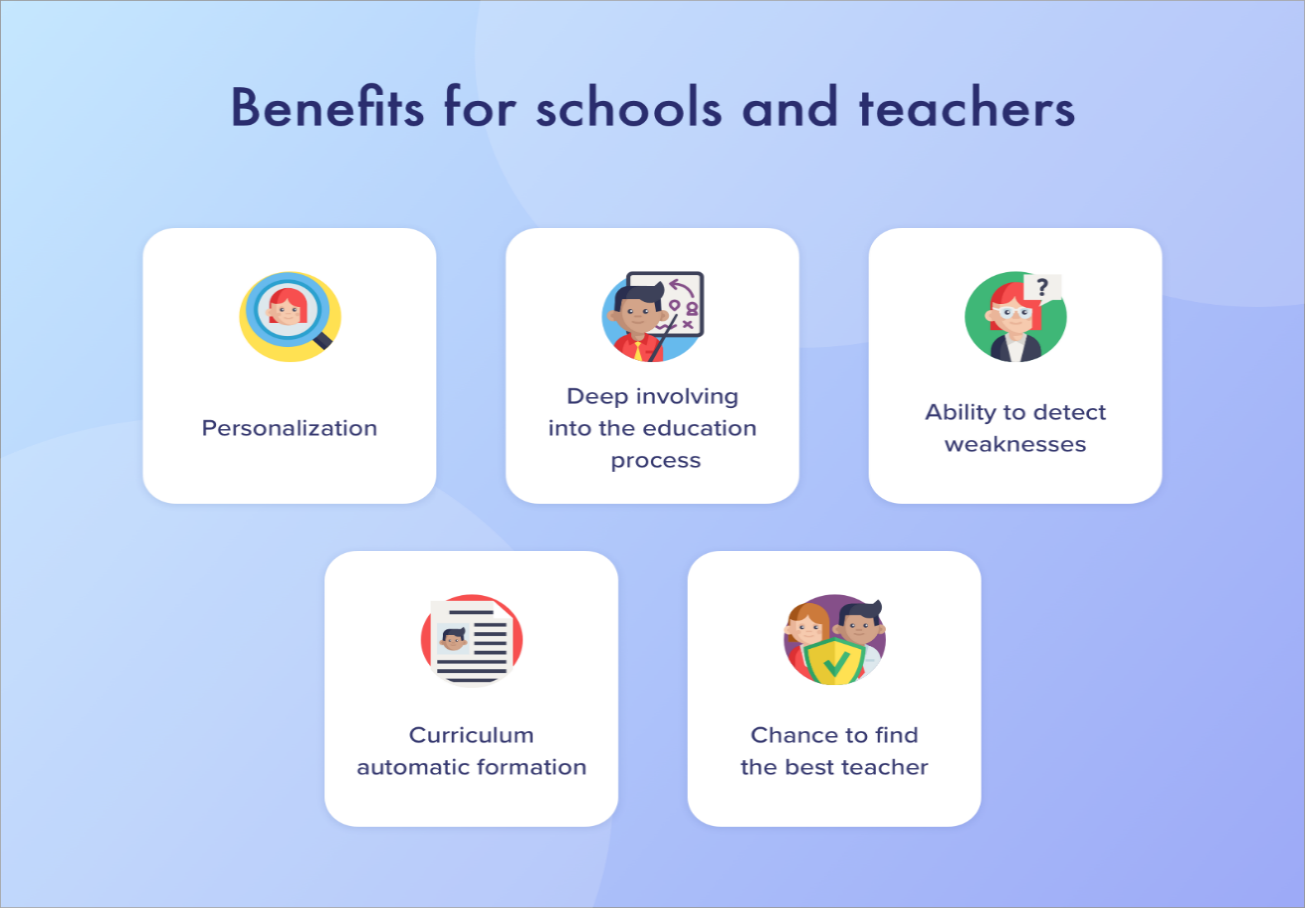 Benefits for schools and teachers
Personalization
Deep involving
into the education
process
?
Ability to detect
weaknesses
Curriculum
automatic formation
Chance to find
the best teacher